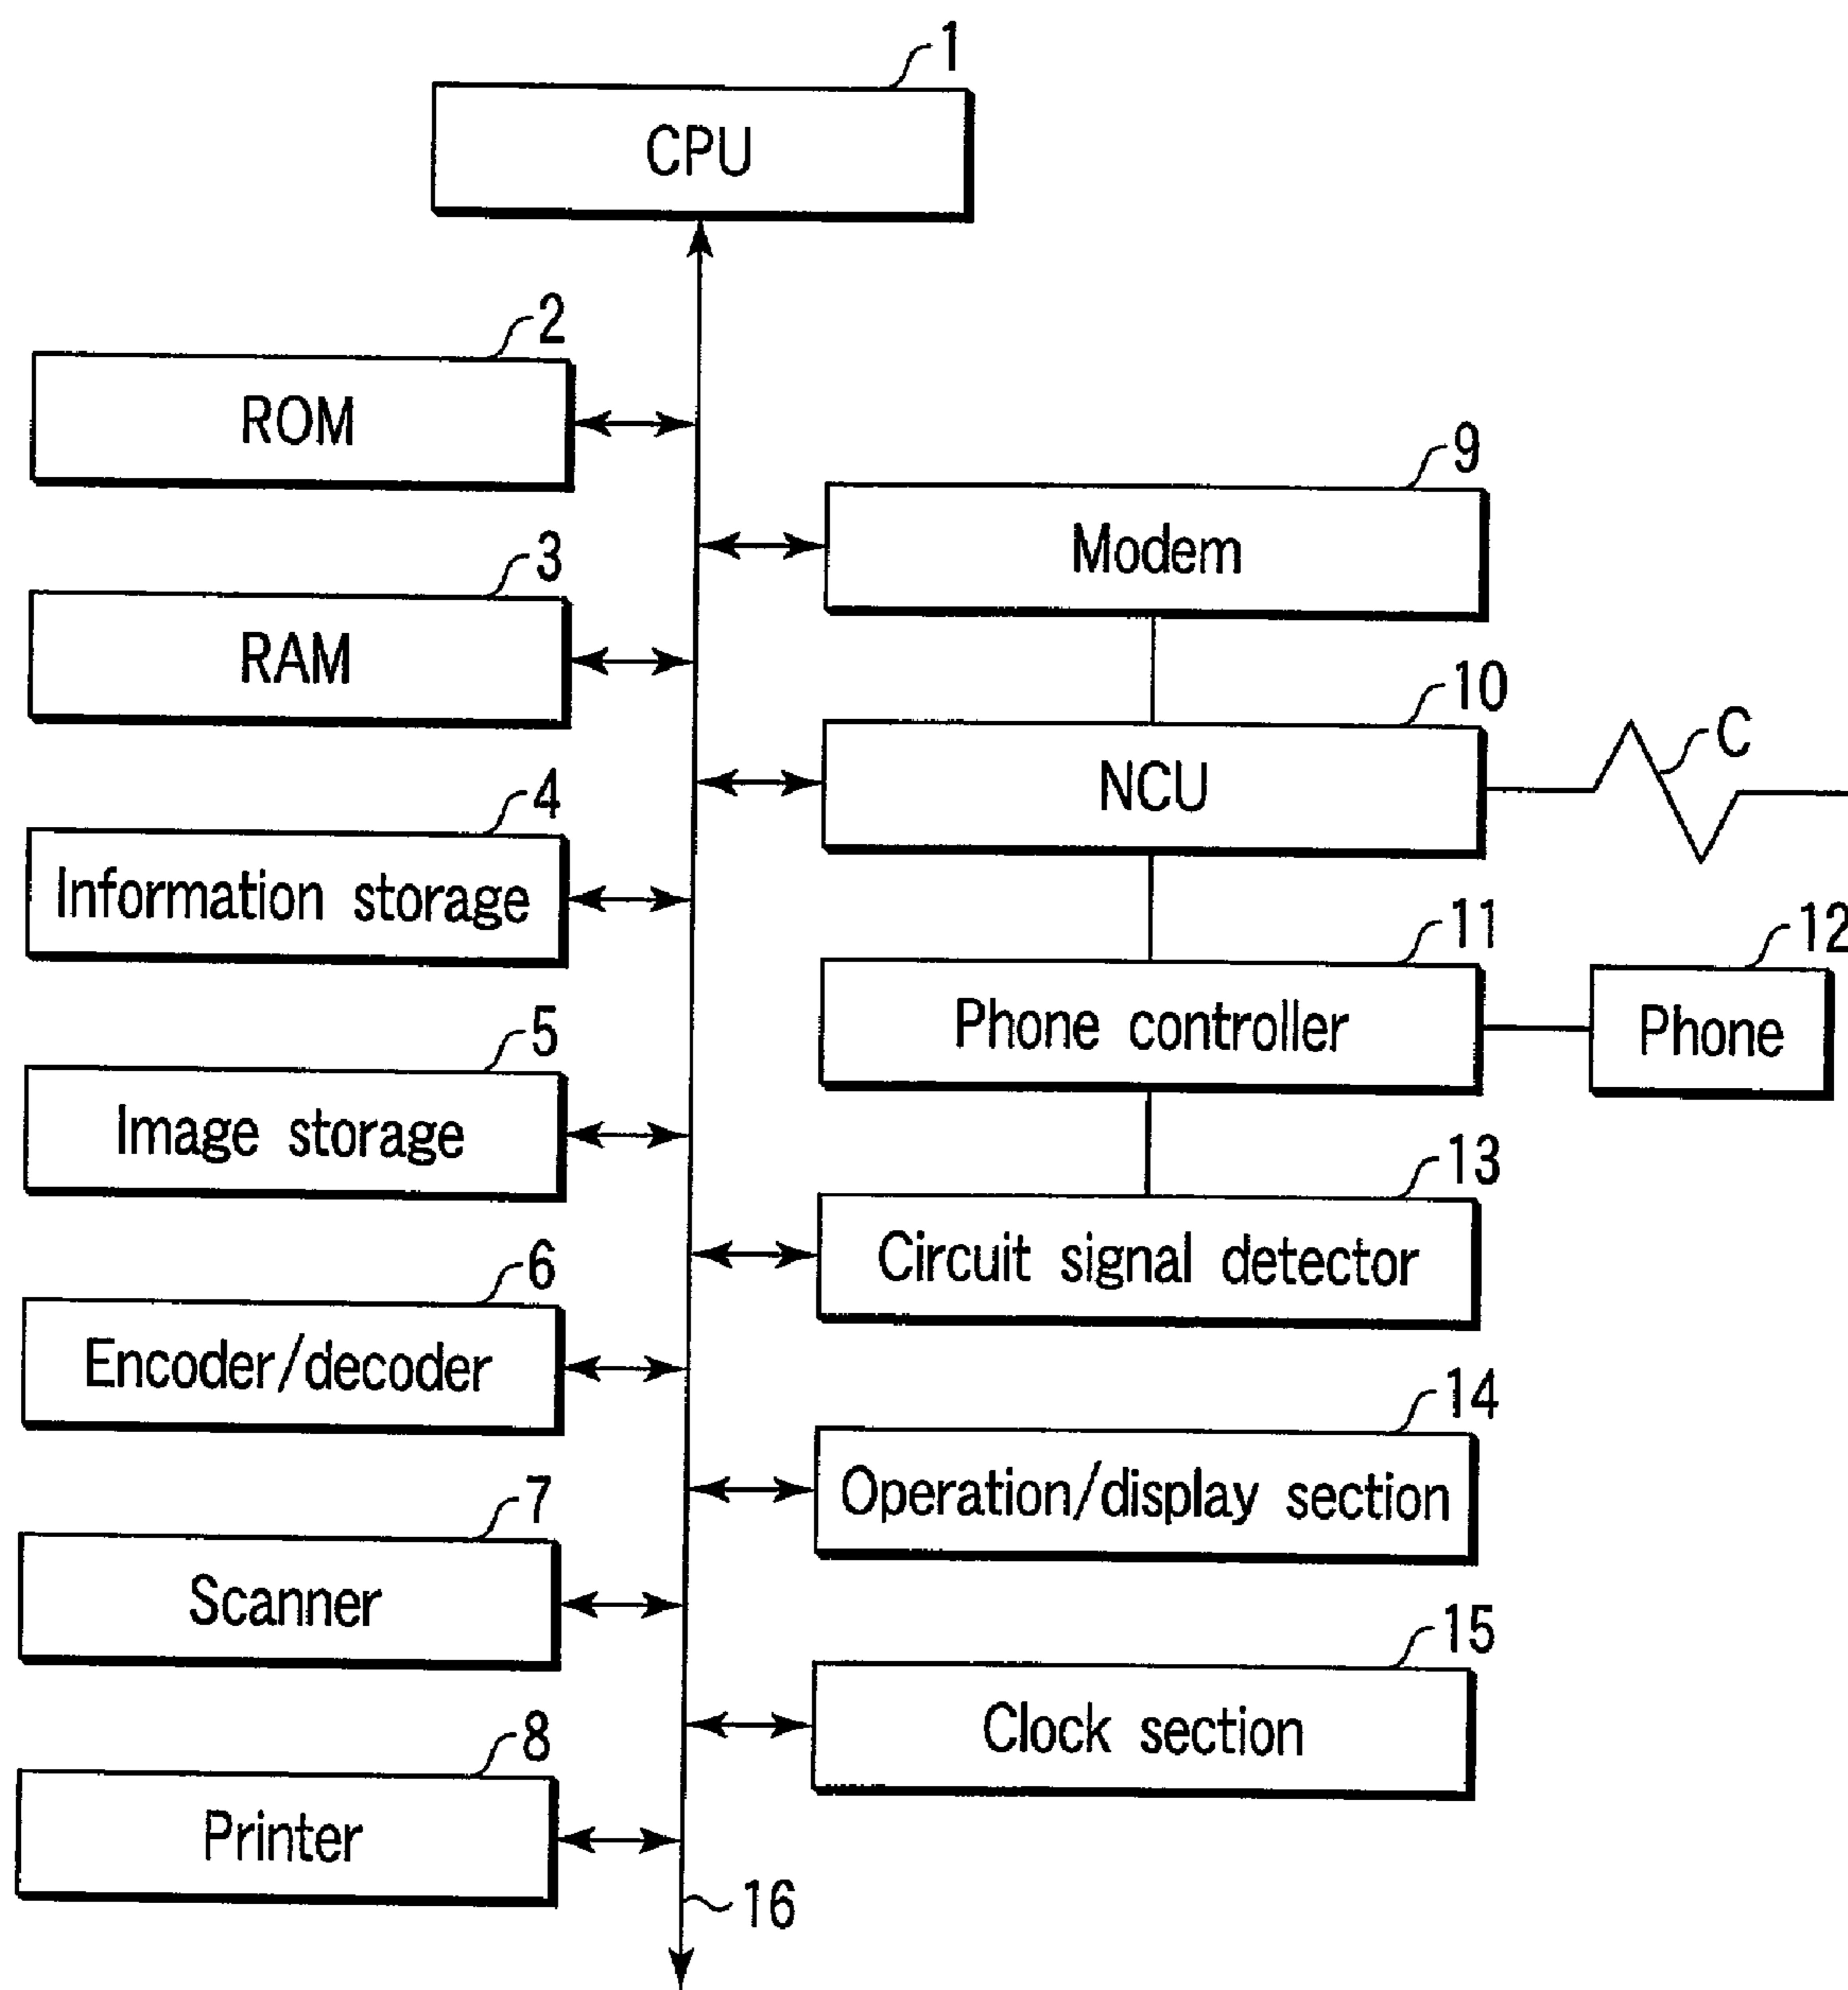 1
CPU
2
ROM
3
RAM
4
Information storage
5
Image storage
6
Encoder/decoder
7
Scanner
8
Printer
9
Modem
10
NCU
C
11
Phone controller
12
Phone
13
Circuit signal detector
14
Operation/display section
15
Clock section
16